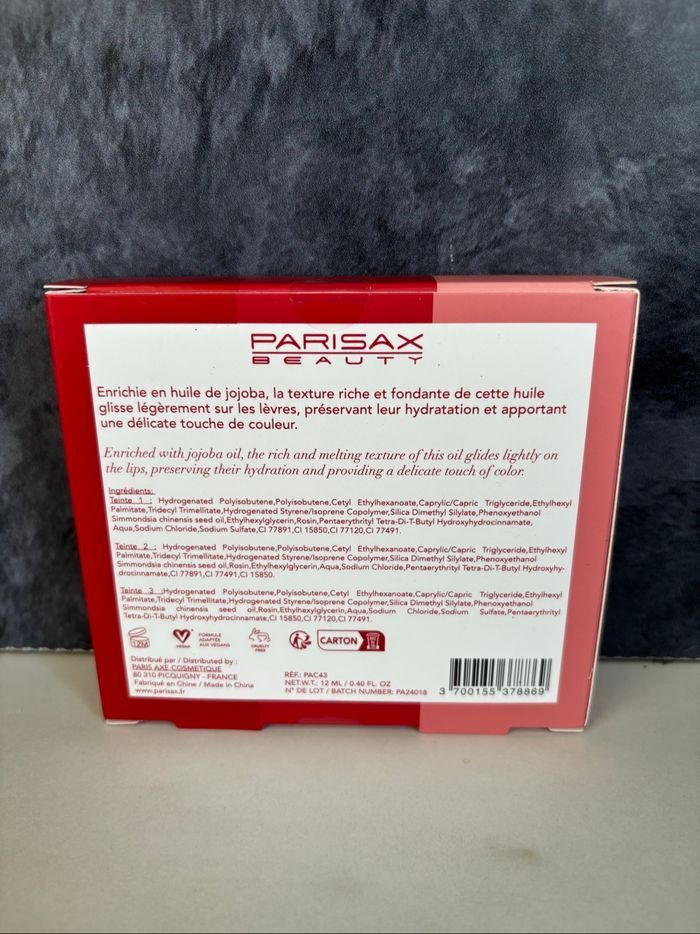 PARISAX
BEAUTY
Enrichie en huile de jojoba, la texture riche et fondante de cette huile
glisse légèrement sur les lèvres, préservant leur hydratation et apportant
une délicate touche de couleur.
Enriched with jojoba oil, the rich and melting texture of this oil glides lightly on
the lips, preserving their hydration and providing a delicate touch of color.
Ingrédients:
Teinte 1 : Hydrogenated Polyisobutene,Polyisobutene,Cetyl Ethylhexanoate,Caprylic/Capric Triglyceride,Ethylhexyl
Palmitate,Tridecyl Trimellitate,Hydrogenated Styrene/Isoprene Copolymer,Silica Dimethyl Silylate,Phenoxyethanol
Simmondsia chinensis seed oil,Ethylhexylglycerin,Rosin,Pentaerythrityl Tetra-Di-T-Butyl Hydroxyhydrocinnamate,
Aqua,Sodium Chloride,Sodium Sulfate,CI 77891,CI 15850,CI 77120,CI 77491.
Teinte 2 : Hydrogenated Polyisobutene,Polyisobutene,Cetyl Ethylhexanoate,Caprylic/Capric Triglyceride,Ethylhexyl
Palmitate,Tridecyl Trimellitate,Hydrogenated Styrene/Isoprene Copolymer,Silica Dimethyl Silylate,Phenoxyethanol
Simmondsia chinensis seed oil,Rosin,Ethylhexylglycerin,Aqua,Sodium Chloride,Pentaerythrityl Tetra-Di-T-Butyl Hydroxyhy-
drocinnamate,CI 77891,CI 77491,CI 15850.
Teinte 3 :Hydrogenated Polyisobutene,Polyisobutene,Cetyl Ethylhexanoate,Caprylic/Capric Triglyceride,Ethylhexyl
Palmitate,Tridecyl Trimellitate,Hydrogenated Styrene/Isoprene Copolymer,Silica Dimethyl Silylate,Phenoxyethanol
Simmondsia chinensis seed oil,Rosin,Ethylhexylglycerin,Aqua,Sodium Chloride,Sodium Sulfate,Pentaerythrityl
Tetra-Di-T-Butyl Hydroxyhydrocinnamate,CI 15850,CI 77120,CI 77491.
12M
VEGAN
FORMULE
ADAPTÉE
AUX VEGANS
CRUELTY
FREE
CARTON
Distribué par / Distributed by :
PARIS AXE COSMETIQUE
80 310 PICQUIGNY - FRANCE
Fabriqué en Chine / Made in China
www.parisax.fr
RÉF.: PAC43
NET.WT.: 12 ML / 0.40 FL. OZ
N° DE LOT / BATCH NUMBER: PA24018
3 700155 378869